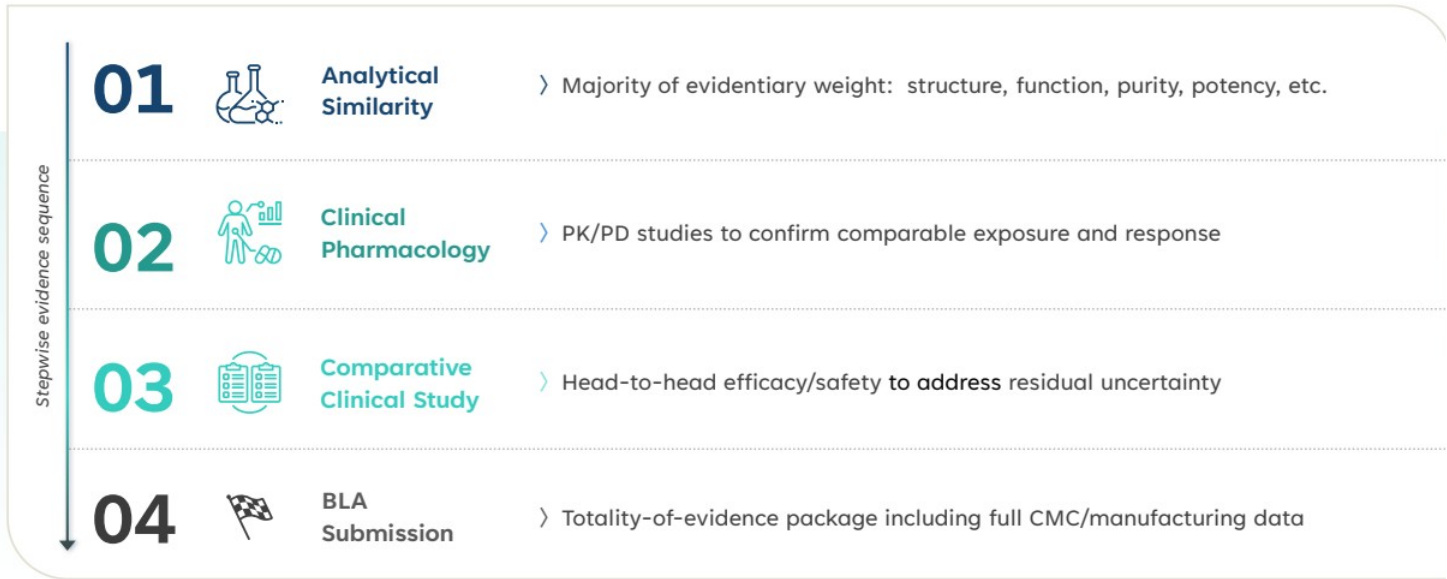 Stepwise evidence sequence
01
Analytical
Similarity
〉 Majority of evidentiary weight:  structure, function, purity, potency, etc.
02
Clinical
Pharmacology
〉 PK/PD studies to confirm comparable exposure and response
03
Comparative
Clinical Study
〉 Head-to-head efficacy/safety to address residual uncertainty
04
BLA
Submission
〉 Totality-of-evidence package including full CMC/manufacturing data